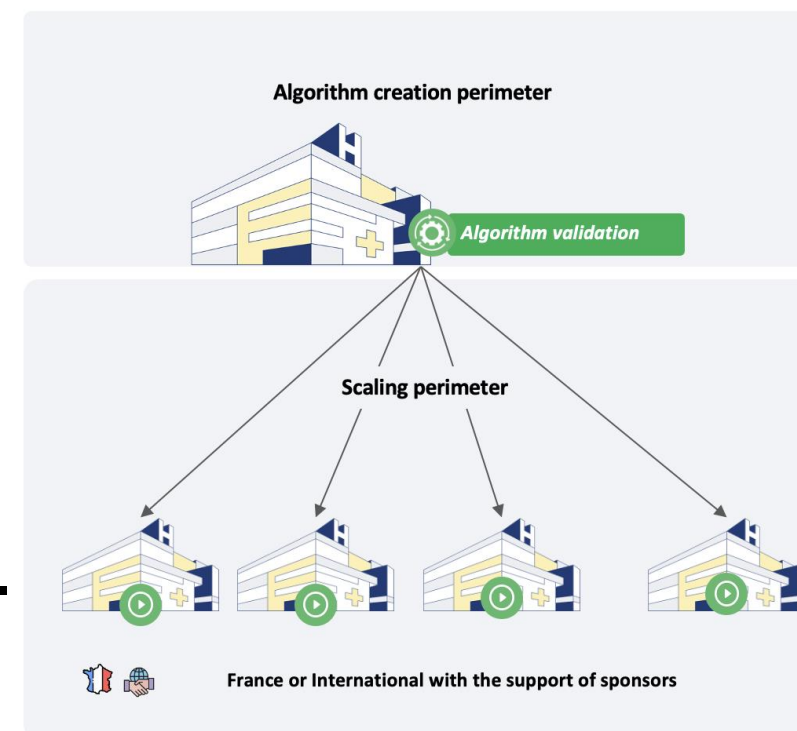 Algorithm creation perimeter
Algorithm validation
Scaling perimeter
France or International with the support of sponsors